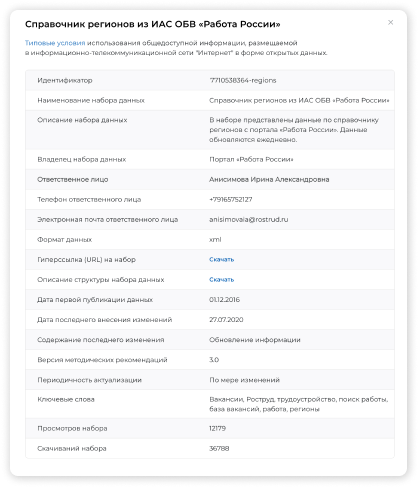 Справочник регионов из ИАС ОБВ «Работа России»
Типовые условия использования общедоступной информации, размещаемой
в информационно-телекоммуникационной сети "Интернет" в форме открытых данных.
Идентификатор 7710538364-regions
Наименование набора данных Справочник регионов из ИАС ОБВ «Работа России»
Описание набора данных В наборе представлены данные по справочнику
регионов с портала «Работа России». Данные
обновляются ежедневно.
Владелец набора данных Портал «Работа России»
Ответственное лицо Анисимова Ирина Александровна
Телефон ответственного лица +79165752127
Электронная почта ответственного лица anisimovaia@rostrud.ru
Формат данных xml
Гиперссылка (URL) на набор Скачать
Описание структуры набора данных Скачать
Дата первой публикации данных 01.12.2016
Дата последнего внесения изменений 27.07.2020
Содержание последнего изменения Обновление информации
Версия методических рекомендаций 3.0
Периодичность актуализации По мере изменений
Ключевые слова Вакансии, Роструд, трудоустройство, поиск работы,
база вакансий, работа, регионы
Просмотров набора 12179
Скачиваний набора 36788